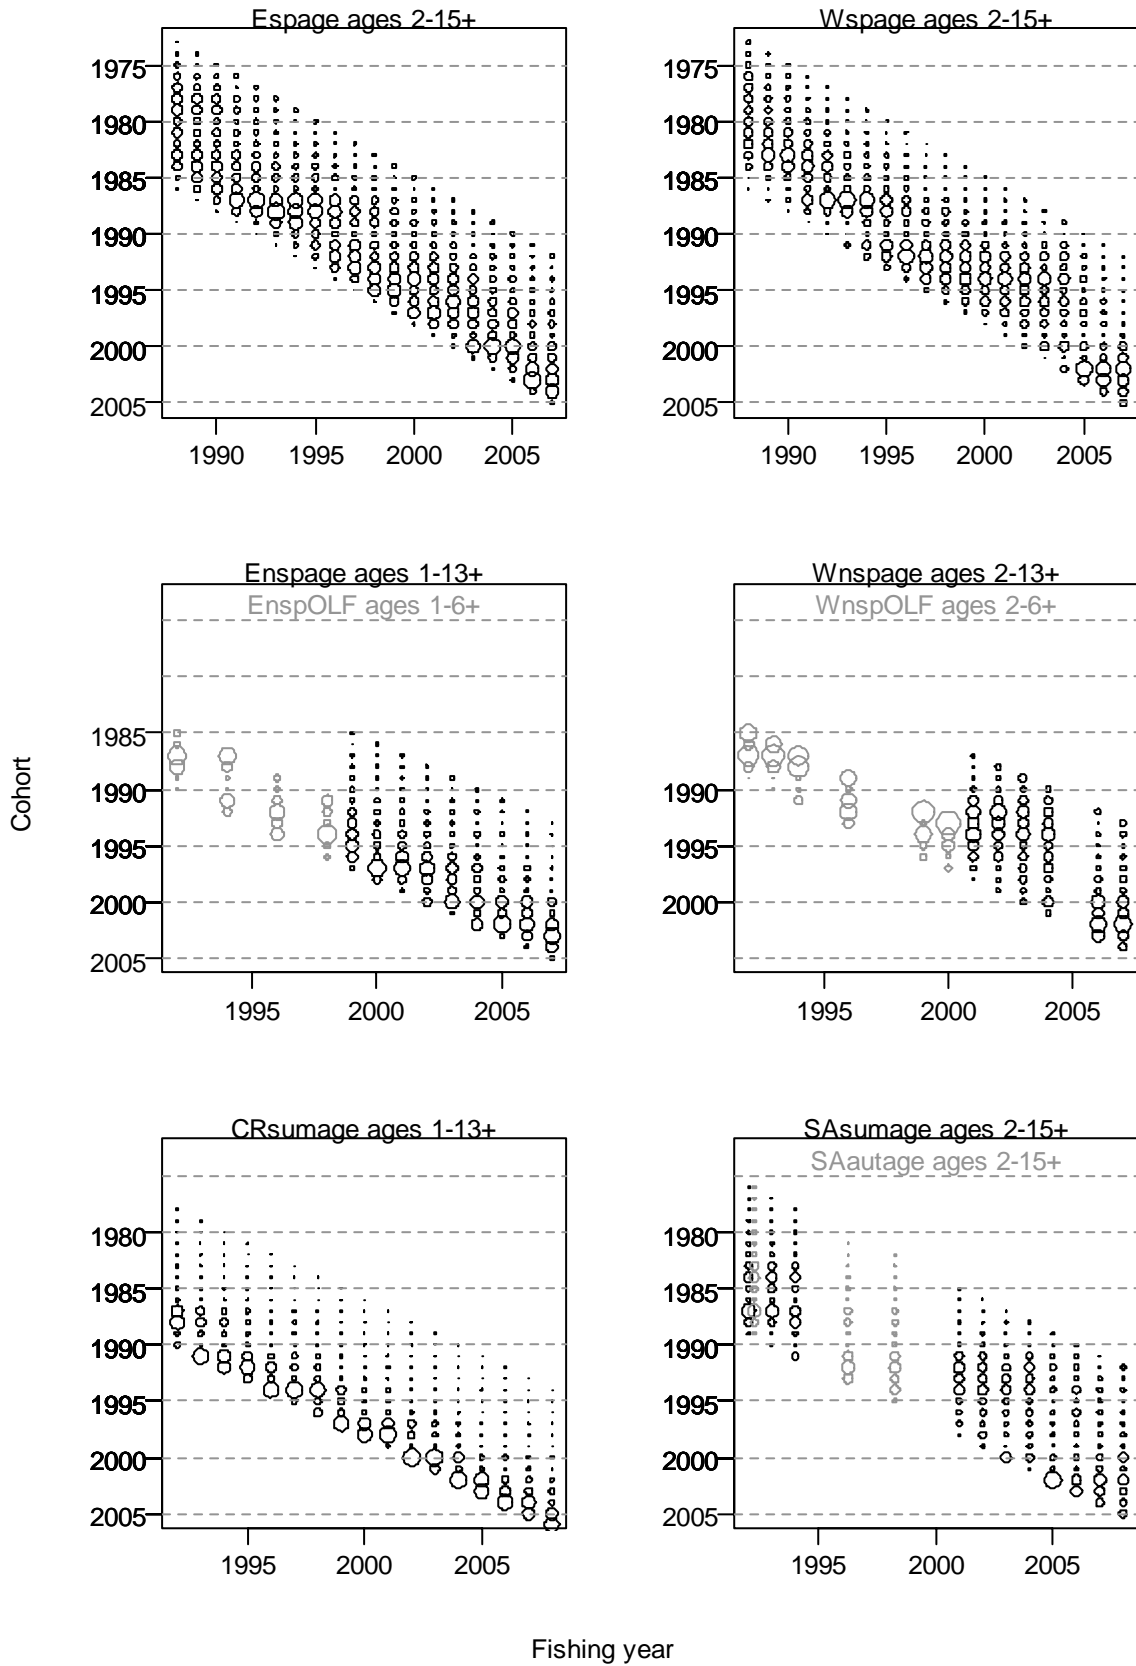 Espage ages 2-15+
Wspage ages 2-15+
1975
1980
1985
1990
1995
2000
2005
1975
1980
1985
1990
1995
2000
2005
1990 1995 2000 2005
1990 1995 2000 2005
Enspage ages 1-13+
EnspOLF ages 1-6+
Wnspage ages 2-13+
WnspOLF ages 2-6+
1985
1990
1995
2000
2005
1990
1995
2000
1995 2000 2005
1995 2000 2005
Cohort
CRsumage ages 1-13+
SAsumage ages 2-15+
SAautage ages 2-15+
1980
1985
1990
1995
2000
2005
1980
1985
1990
1995
2000
2005
1995 2000 2005
1995 2000 2005
Fishing year